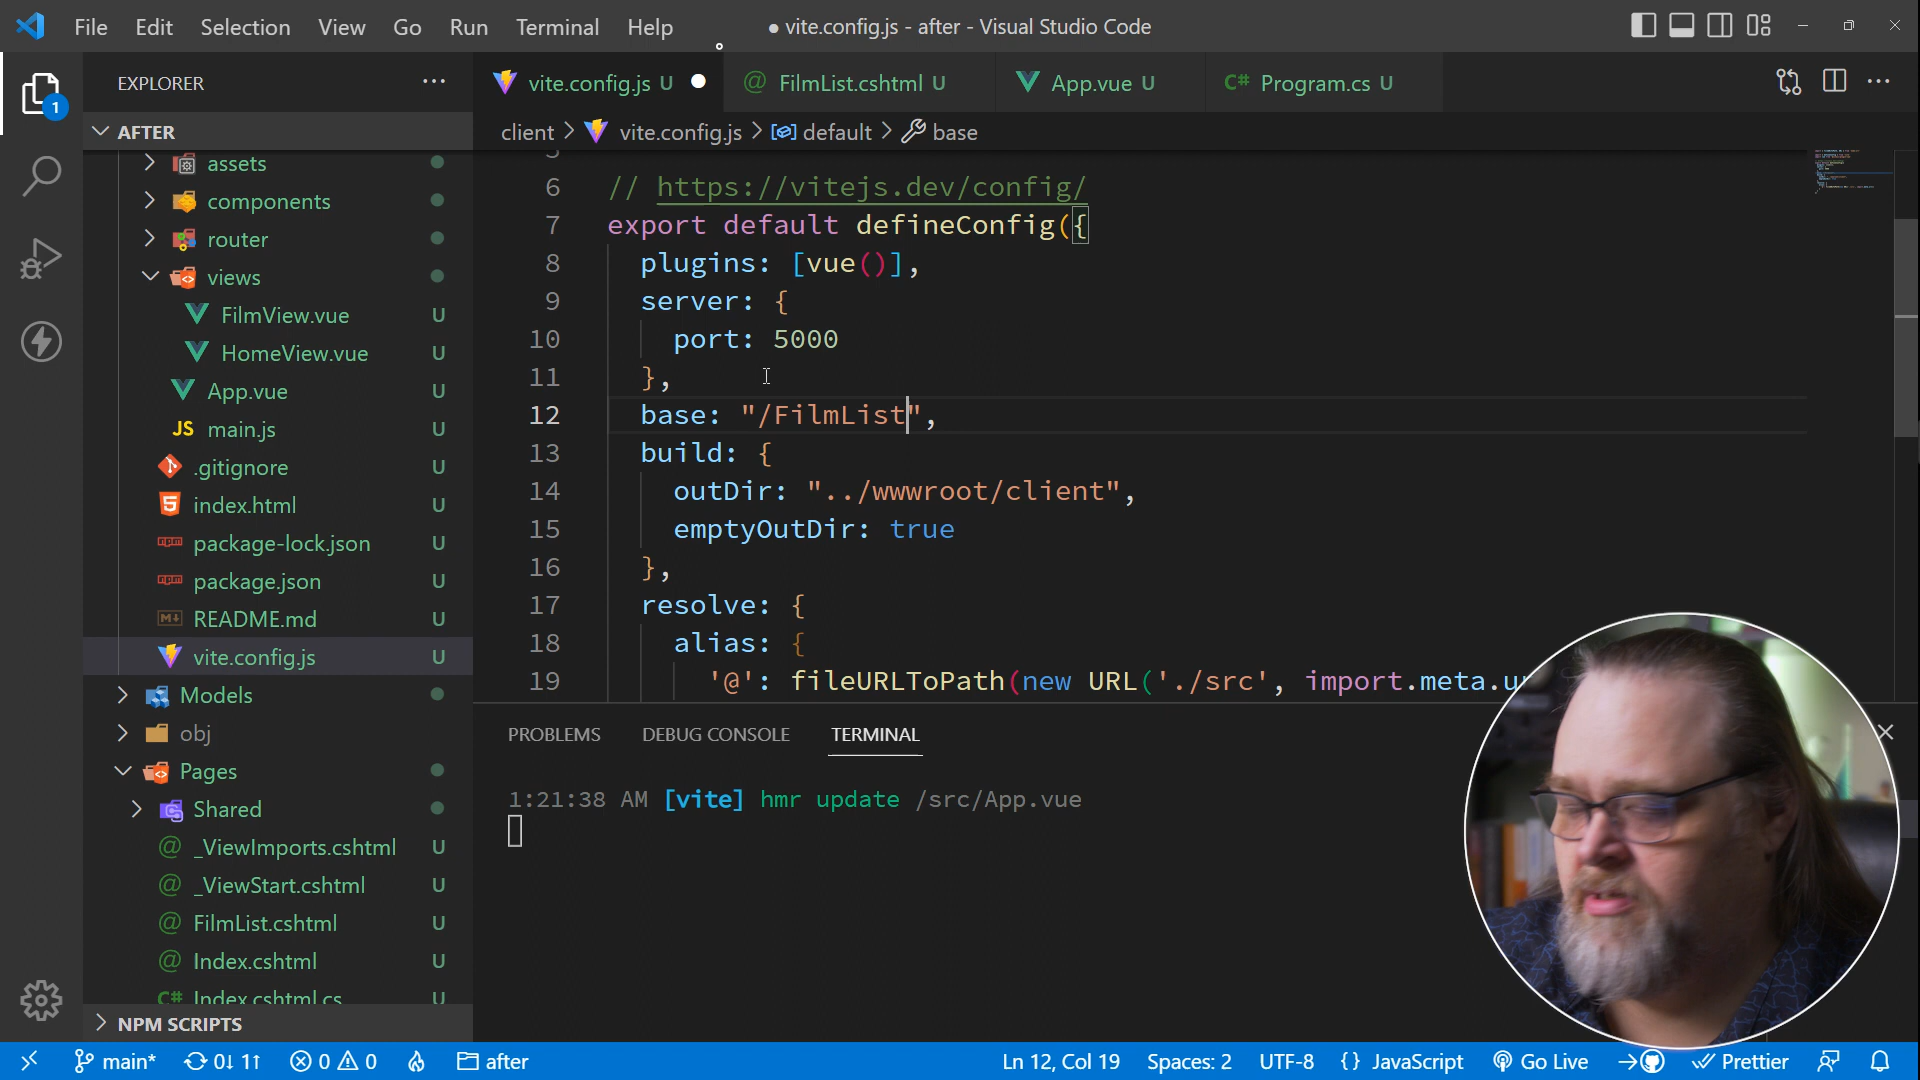 File Edit Selection View Go Run Terminal Help
● vite.config.js - after - Visual Studio Code
EXPLORER
vite.config.js U
FilmList.cshtml U
App.vue U
C# Program.cs U
1
AFTER
client > vite.config.js > default > base
assets
components
router
views
FilmView.vue U
HomeView.vue U
App.vue U
JS main.js U
.gitignore U
index.html U
package-lock.json U
package.json U
README.md U
vite.config.js U
Models
obj
Pages
Shared
@ _ViewImports.cshtml U
@ _ViewStart.cshtml U
@ FilmList.cshtml U
@ Index.cshtml U
C# Index.cshtml.cs U
NPM SCRIPTS
5
6 // https://vitejs.dev/config/
7 export default defineConfig({
8 plugins: [vue()],
9 server: {
10 port: 5000
11 },
12 base: "/FilmList",
13 build: {
14 outDir: "../wwwroot/client",
15 emptyOutDir: true
16 },
17 resolve: {
18 alias: {
19 '@': fileURLToPath(new URL('./src', import.meta.u
PROBLEMS DEBUG CONSOLE TERMINAL
1:21:38 AM [vite] hmr update /src/App.vue
main* 0↓ 1↑ 0 0 after
Ln 12, Col 19 Spaces: 2 UTF-8 {} JavaScript Go Live Prettier